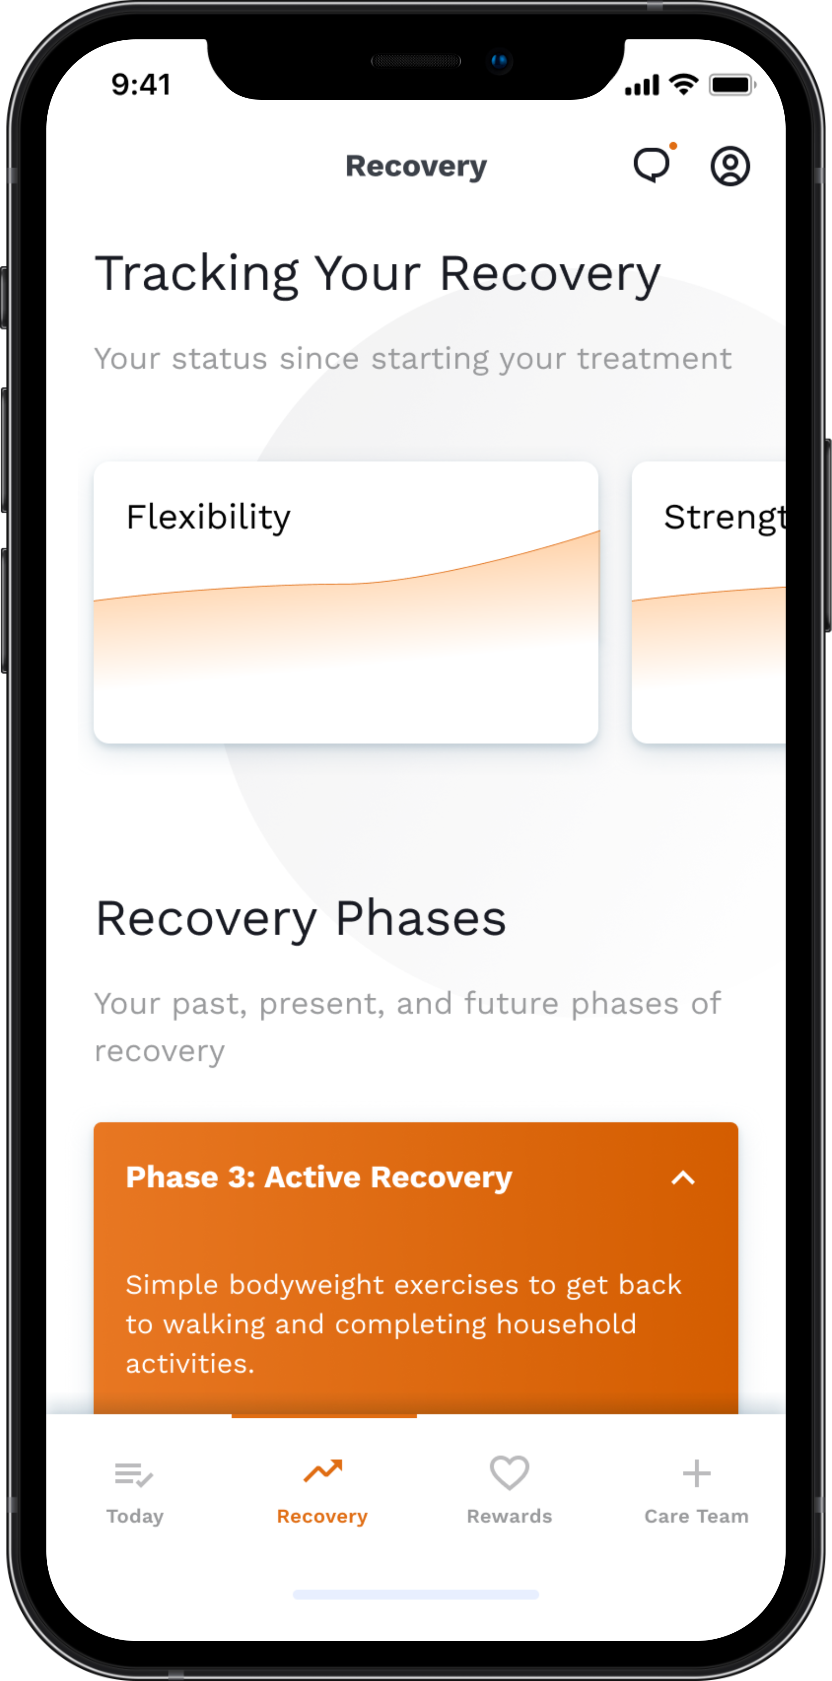 9:41
Recovery
Tracking Your Recovery
Your status since starting your treatment
Flexibility
Strengt
Recovery Phases
Your past, present, and future phases of
recovery
Phase 3: Active Recovery
Simple bodyweight exercises to get back
to walking and completing household
activities.
Today
Recovery
Rewards
Care Team